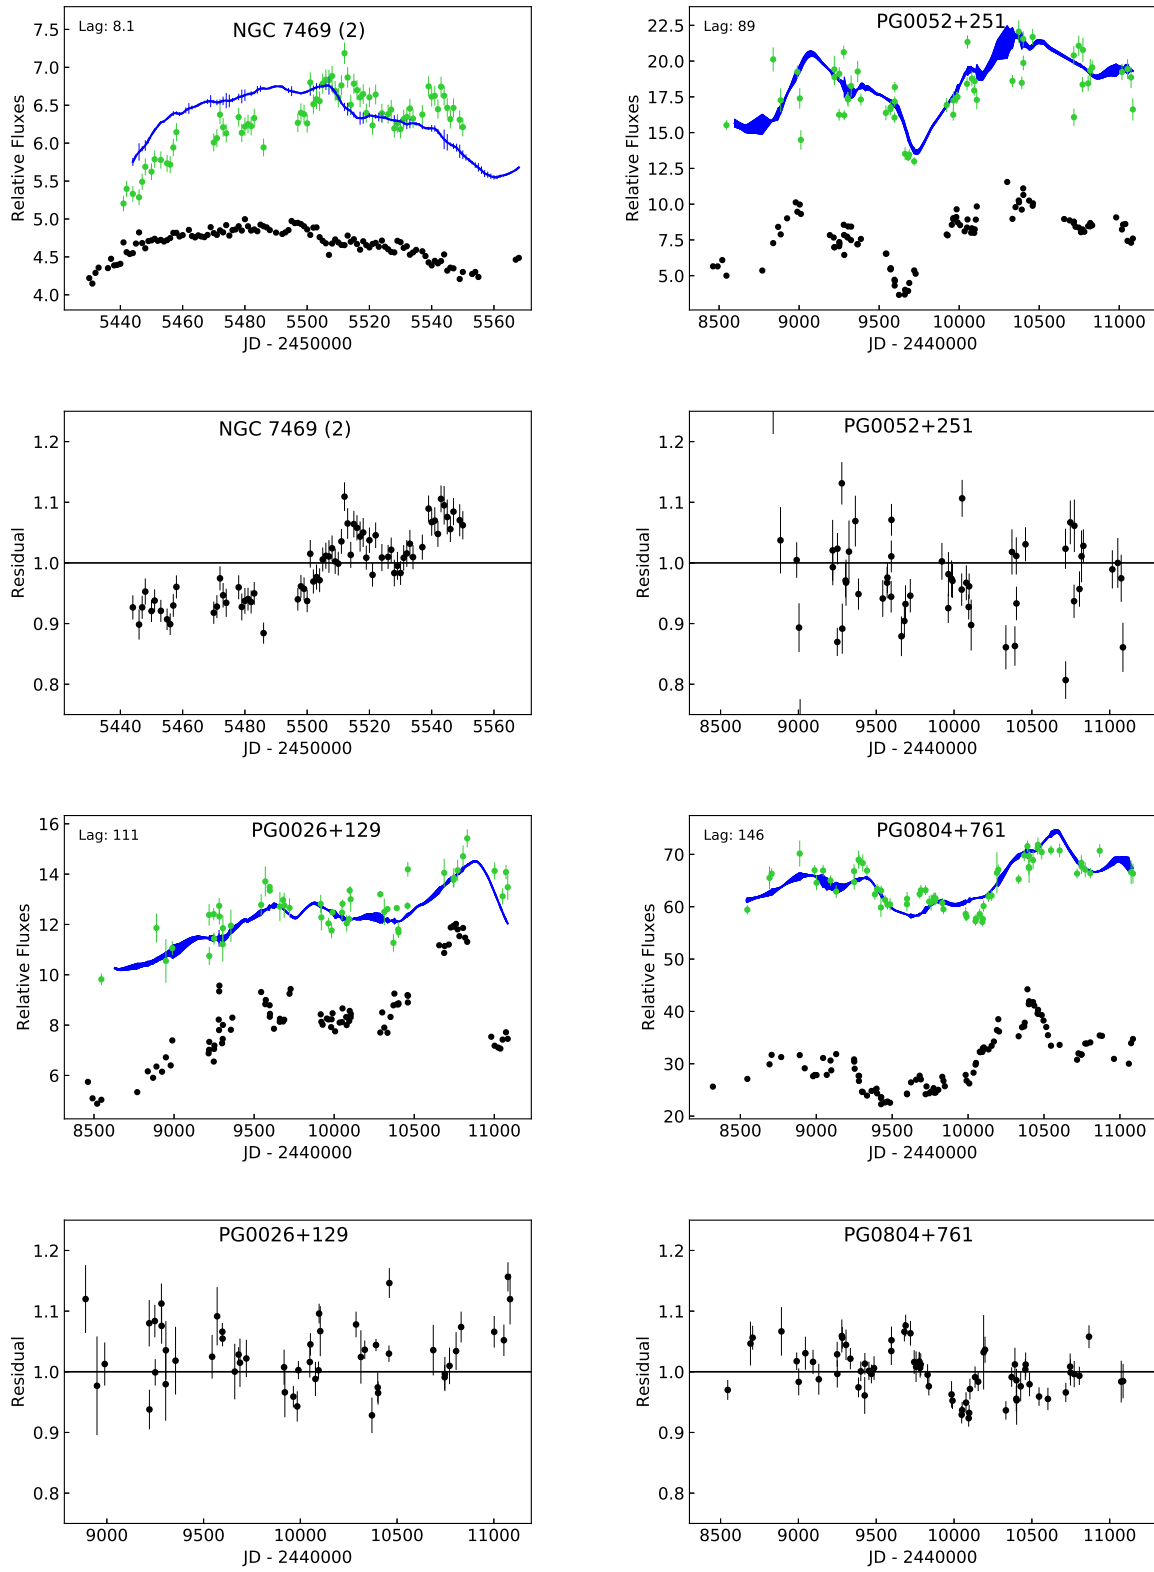 NGC 7469 (2)
Lag: 8.1
Relative Fluxes
7.5
7.0
6.5
6.0
5.5
5.0
4.5
4.0
5440 5460 5480 5500 5520 5540 5560
JD - 2450000
PG0052+251
Lag: 89
Relative Fluxes
22.5
20.0
17.5
15.0
12.5
10.0
7.5
5.0
8500 9000 9500 10000 10500 11000
JD - 2440000
NGC 7469 (2)
Residual
1.2
1.1
1.0
0.9
0.8
5440 5460 5480 5500 5520 5540 5560
JD - 2450000
PG0052+251
Residual
1.2
1.1
1.0
0.9
0.8
8500 9000 9500 10000 10500 11000
JD - 2440000
PG0026+129
Lag: 111
Relative Fluxes
16
14
12
10
8
6
8500 9000 9500 10000 10500 11000
JD - 2440000
PG0804+761
Lag: 146
Relative Fluxes
70
60
50
40
30
20
8500 9000 9500 10000 10500 11000
JD - 2440000
PG0026+129
Residual
1.2
1.1
1.0
0.9
0.8
9000 9500 10000 10500 11000
JD - 2440000
PG0804+761
Residual
1.2
1.1
1.0
0.9
0.8
8500 9000 9500 10000 10500 11000
JD - 2440000